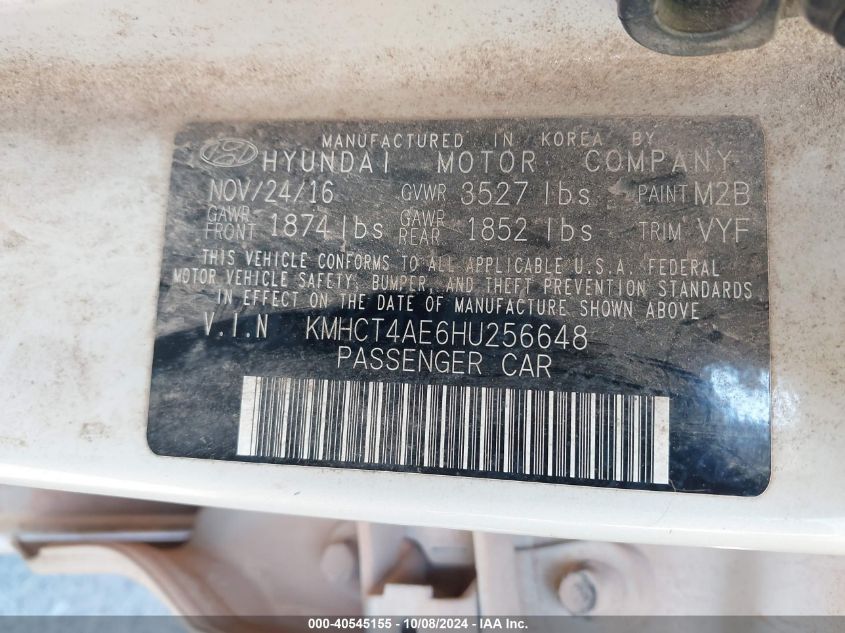 MANUFACTURED IN KOREA BY
HYUNDAI MOTOR COMPANY
NOV/24/16 GVWR 3527 lbs PAINT M2B
GAWR FRONT 1874 lbs GAWR REAR 1852 lbs TRIM VYF
THIS VEHICLE CONFORMS TO ALL APPLICABLE U.S.A. FEDERAL
MOTOR VEHICLE SAFETY, BUMPER, AND THEFT PREVENTION STANDARDS
IN EFFECT ON THE DATE OF MANUFACTURE SHOWN ABOVE
V.I.N KMHCT4AE6HU256648
PASSENGER CAR
000-40545155 - 10/08/2024 - IAA Inc.